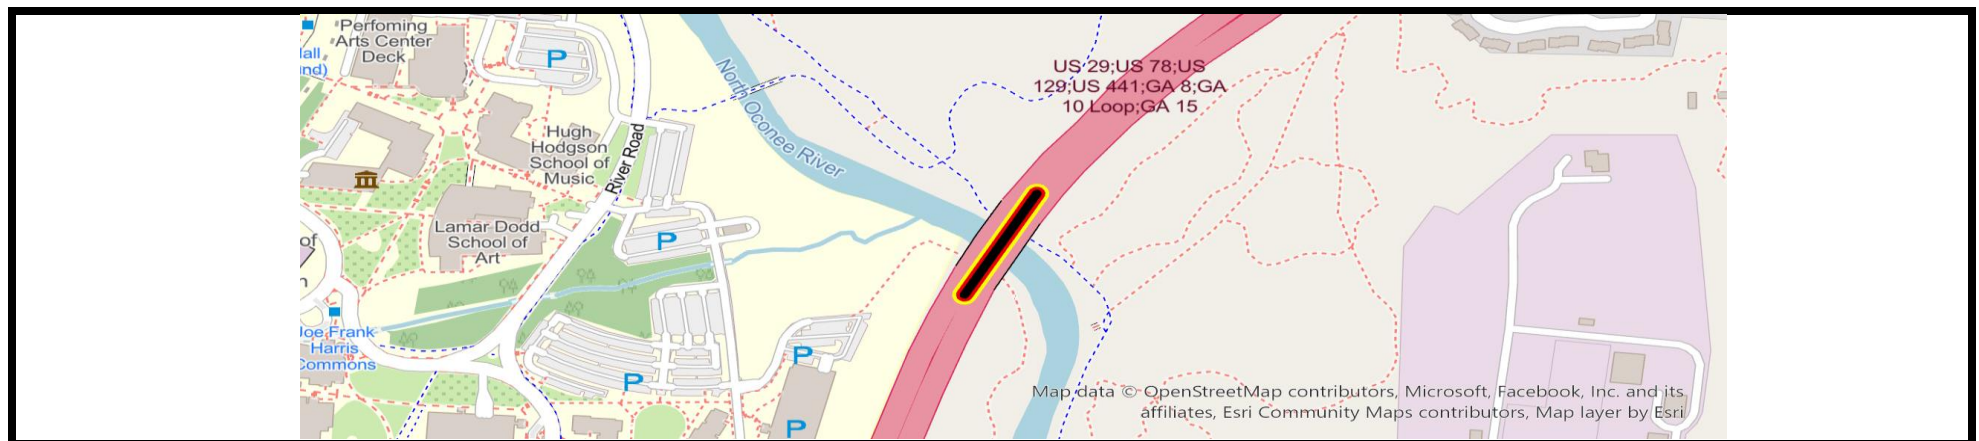 Perfoming
Arts Center
Deck
P
US 29;US 78;US
129;US 441;GA 8;GA
10 Loop;GA 15
North Oconee River
Hugh
Hodgson
School of
Music
River Road
Lamar Dodd
School of
Art
P
of
Joe Frank
Harris
Commons
P
P
P
Map data © OpenStreetMap contributors, Microsoft, Facebook, Inc. and its
affiliates, Esri Community Maps contributors, Map layer by Esri